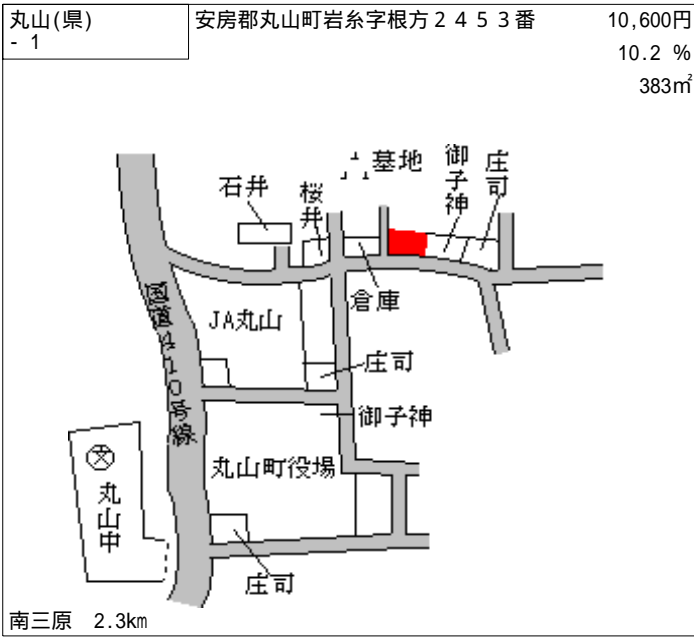 丸山(県)
- 1
安房郡丸山町岩糸字根方２４５３番
10,600円
10.2 %
383㎡
墓地
御子神
庄司
石井
桜井
倉庫
国道410号線
JA丸山
庄司
御子神
丸山町役場
文
丸山中
庄司
南三原 2.3km